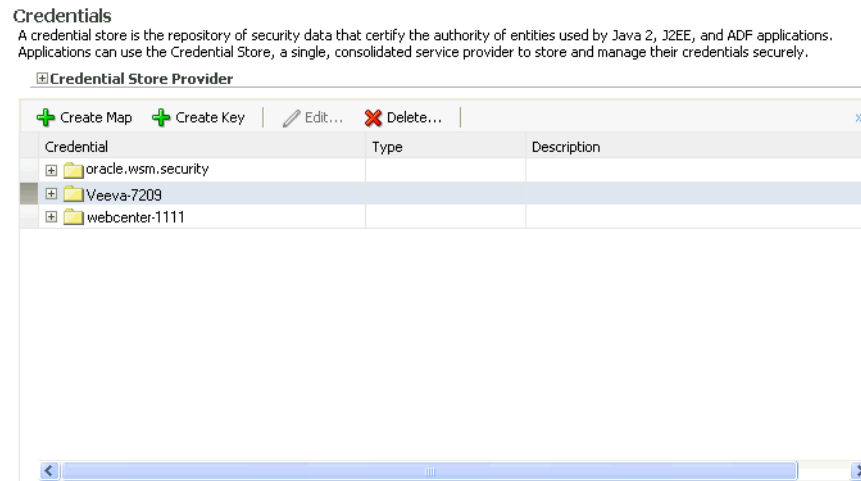 Credentials
A credential store is the repository of security data that certify the authority of entities used by Java 2, J2EE, and ADF applications.
Applications can use the Credential Store, a single, consolidated service provider to store and manage their credentials securely.
Credential Store Provider
Create Map Create Key Edit... Delete...
Credential Type Description
oracle.wsm.security
Veeva-7209
webcenter-1111